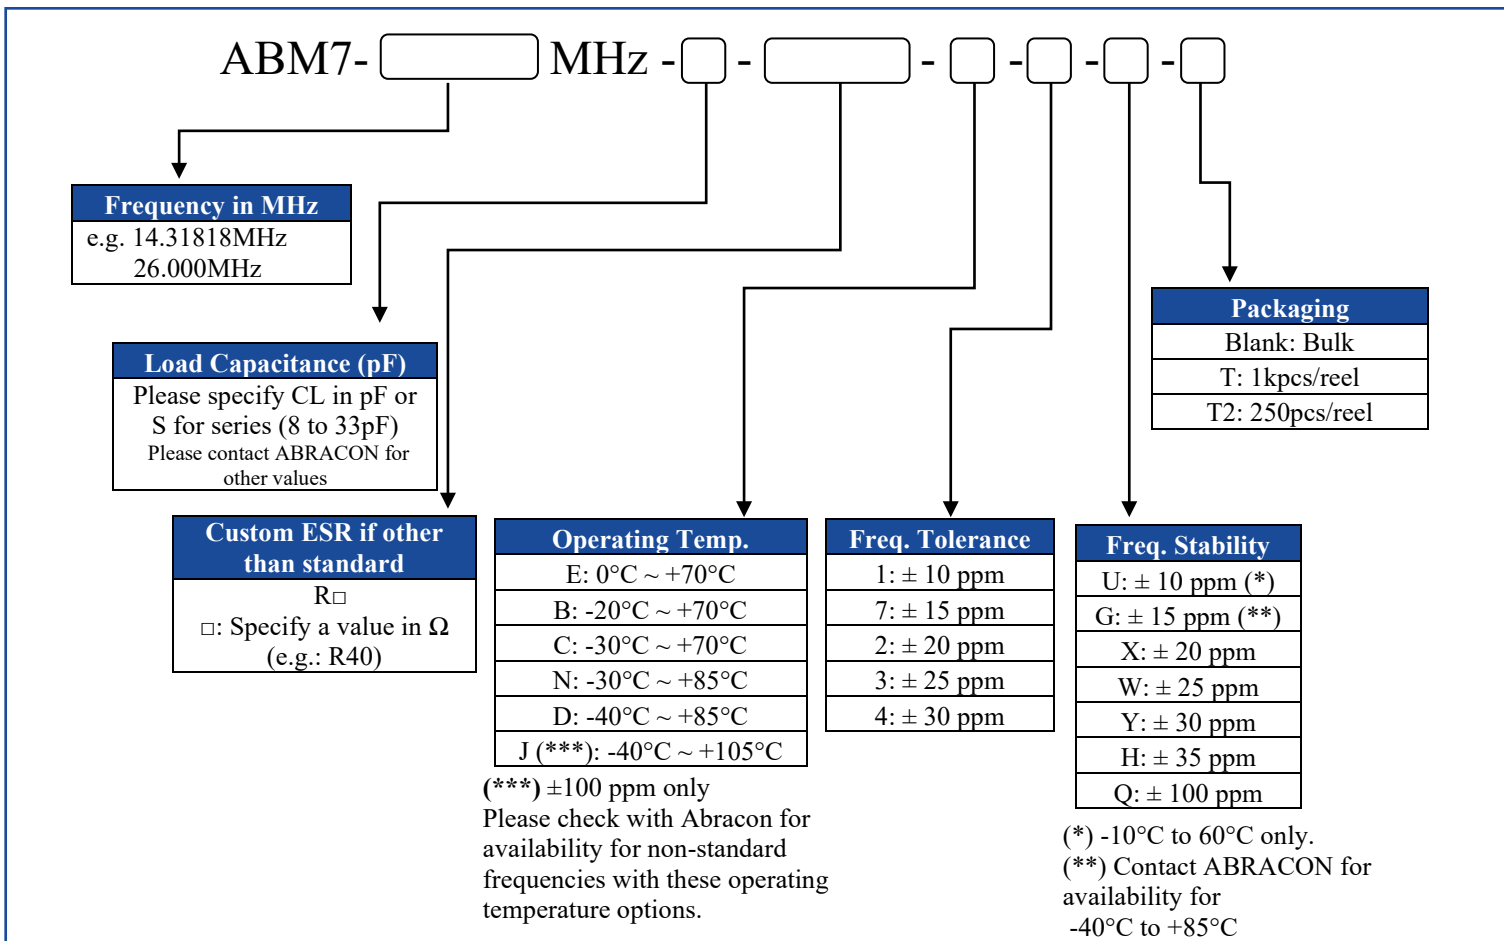 ABM7- MHz - - - - - -
Frequency in MHz
e.g. 14.31818MHz
26.000MHz
Load Capacitance (pF)
Please specify CL in pF or
S for series (8 to 33pF)
Please contact ABRACON for
other values
Custom ESR if other
than standard
R□
□: Specify a value in Ω
(e.g.: R40)
Operating Temp.
E: 0°C ~ +70°C
B: -20°C ~ +70°C
C: -30°C ~ +70°C
N: -30°C ~ +85°C
D: -40°C ~ +85°C
J (***): -40°C ~ +105°C
(***) ±100 ppm only
Please check with Abracon for
availability for non-standard
frequencies with these operating
temperature options.
Freq. Tolerance
1: ± 10 ppm
7: ± 15 ppm
2: ± 20 ppm
3: ± 25 ppm
4: ± 30 ppm
Freq. Stability
U: ± 10 ppm (*)
G: ± 15 ppm (**)
X: ± 20 ppm
W: ± 25 ppm
Y: ± 30 ppm
H: ± 35 ppm
Q: ± 100 ppm
(*) -10°C to 60°C only.
(**) Contact ABRACON for
availability for
-40°C to +85°C
Packaging
Blank: Bulk
T: 1kpcs/reel
T2: 250pcs/reel